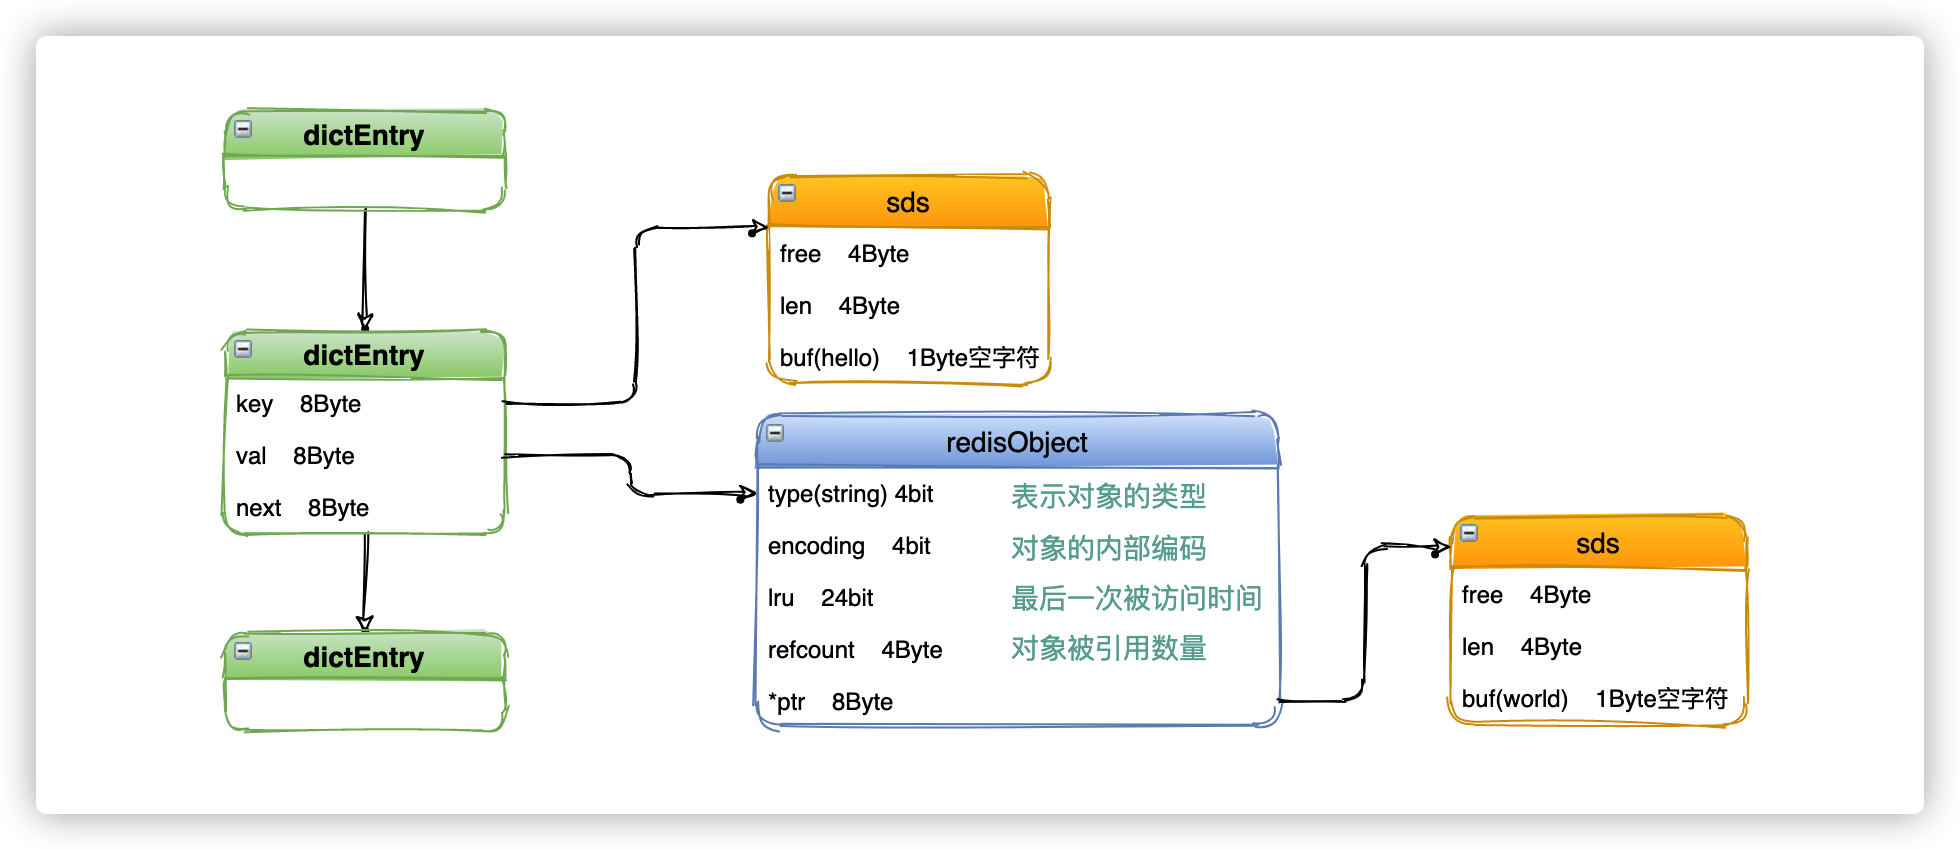 dictEntry
dictEntry
key 8Byte
val 8Byte
next 8Byte
dictEntry
sds
free 4Byte
len 4Byte
buf(hello) 1Byte空字符
redisObject
type(string) 4bit 表示对象的类型
encoding 4bit 对象的内部编码
lru 24bit 最后一次被访问时间
refcount 4Byte 对象被引用数量
*ptr 8Byte
sds
free 4Byte
len 4Byte
buf(world) 1Byte空字符